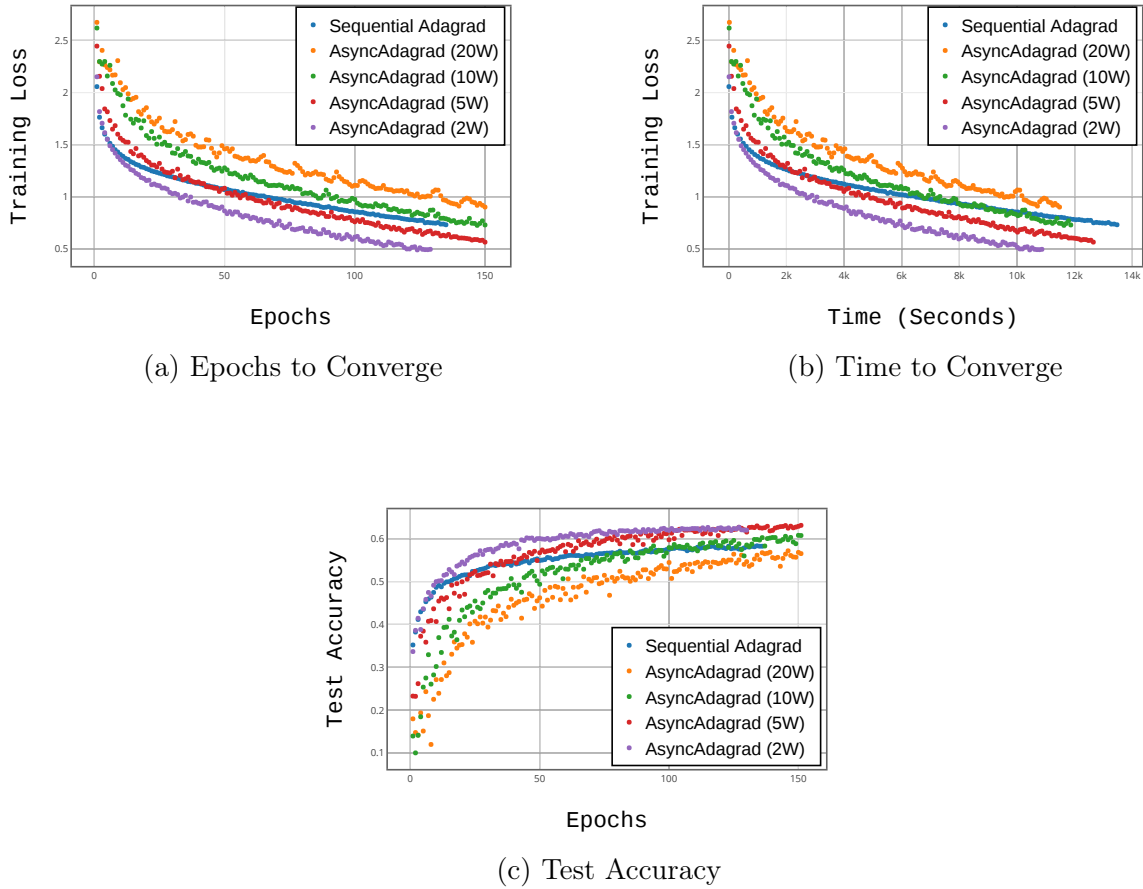 Training Loss
2.5
2
1.5
1
0.5
0
50
100
150
Sequential Adagrad
AsyncAdagrad (20W)
AsyncAdagrad (10W)
AsyncAdagrad (5W)
AsyncAdagrad (2W)
Epochs
(a) Epochs to Converge
Training Loss
2.5
2
1.5
1
0.5
0
2k
4k
6k
8k
10k
12k
14k
Sequential Adagrad
AsyncAdagrad (20W)
AsyncAdagrad (10W)
AsyncAdagrad (5W)
AsyncAdagrad (2W)
Time (Seconds)
(b) Time to Converge
Test Accuracy
0.6
0.5
0.4
0.3
0.2
0.1
0
50
100
150
Sequential Adagrad
AsyncAdagrad (20W)
AsyncAdagrad (10W)
AsyncAdagrad (5W)
AsyncAdagrad (2W)
Epochs
(c) Test Accuracy